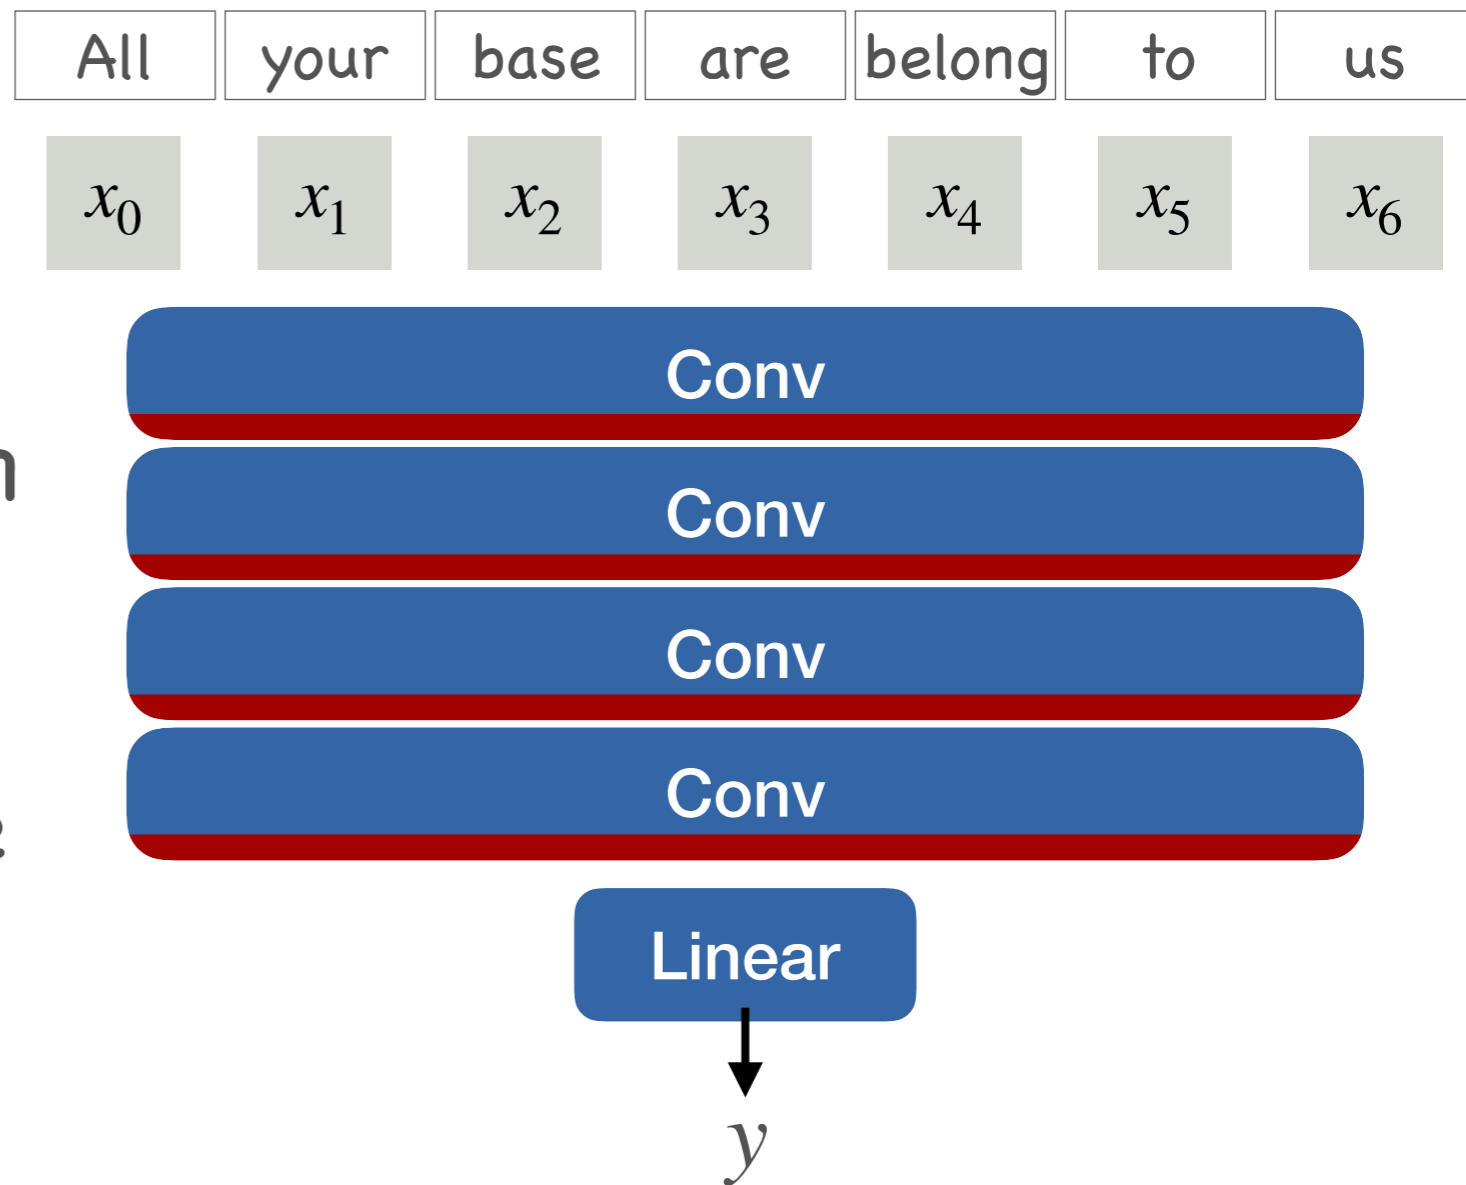 All your base are belong to us
x0 x1 x2 x3 x4 x5 x6
Conv
Conv
Conv
Conv
Linear
y